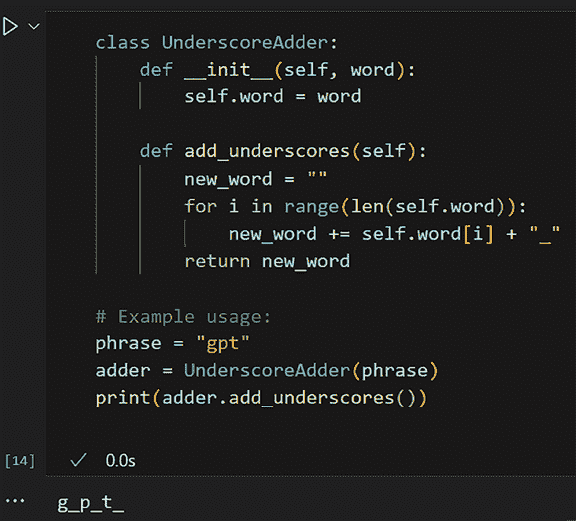 class UnderscoreAdder:
    def __init__(self, word):
        self.word = word

    def add_underscores(self):
        new_word = ""
        for i in range(len(self.word)):
            new_word += self.word[i] + "_"
        return new_word

# Example usage:
phrase = "gpt"
adder = UnderscoreAdder(phrase)
print(adder.add_underscores())
[14] ✓ 0.0s
... g_p_t_